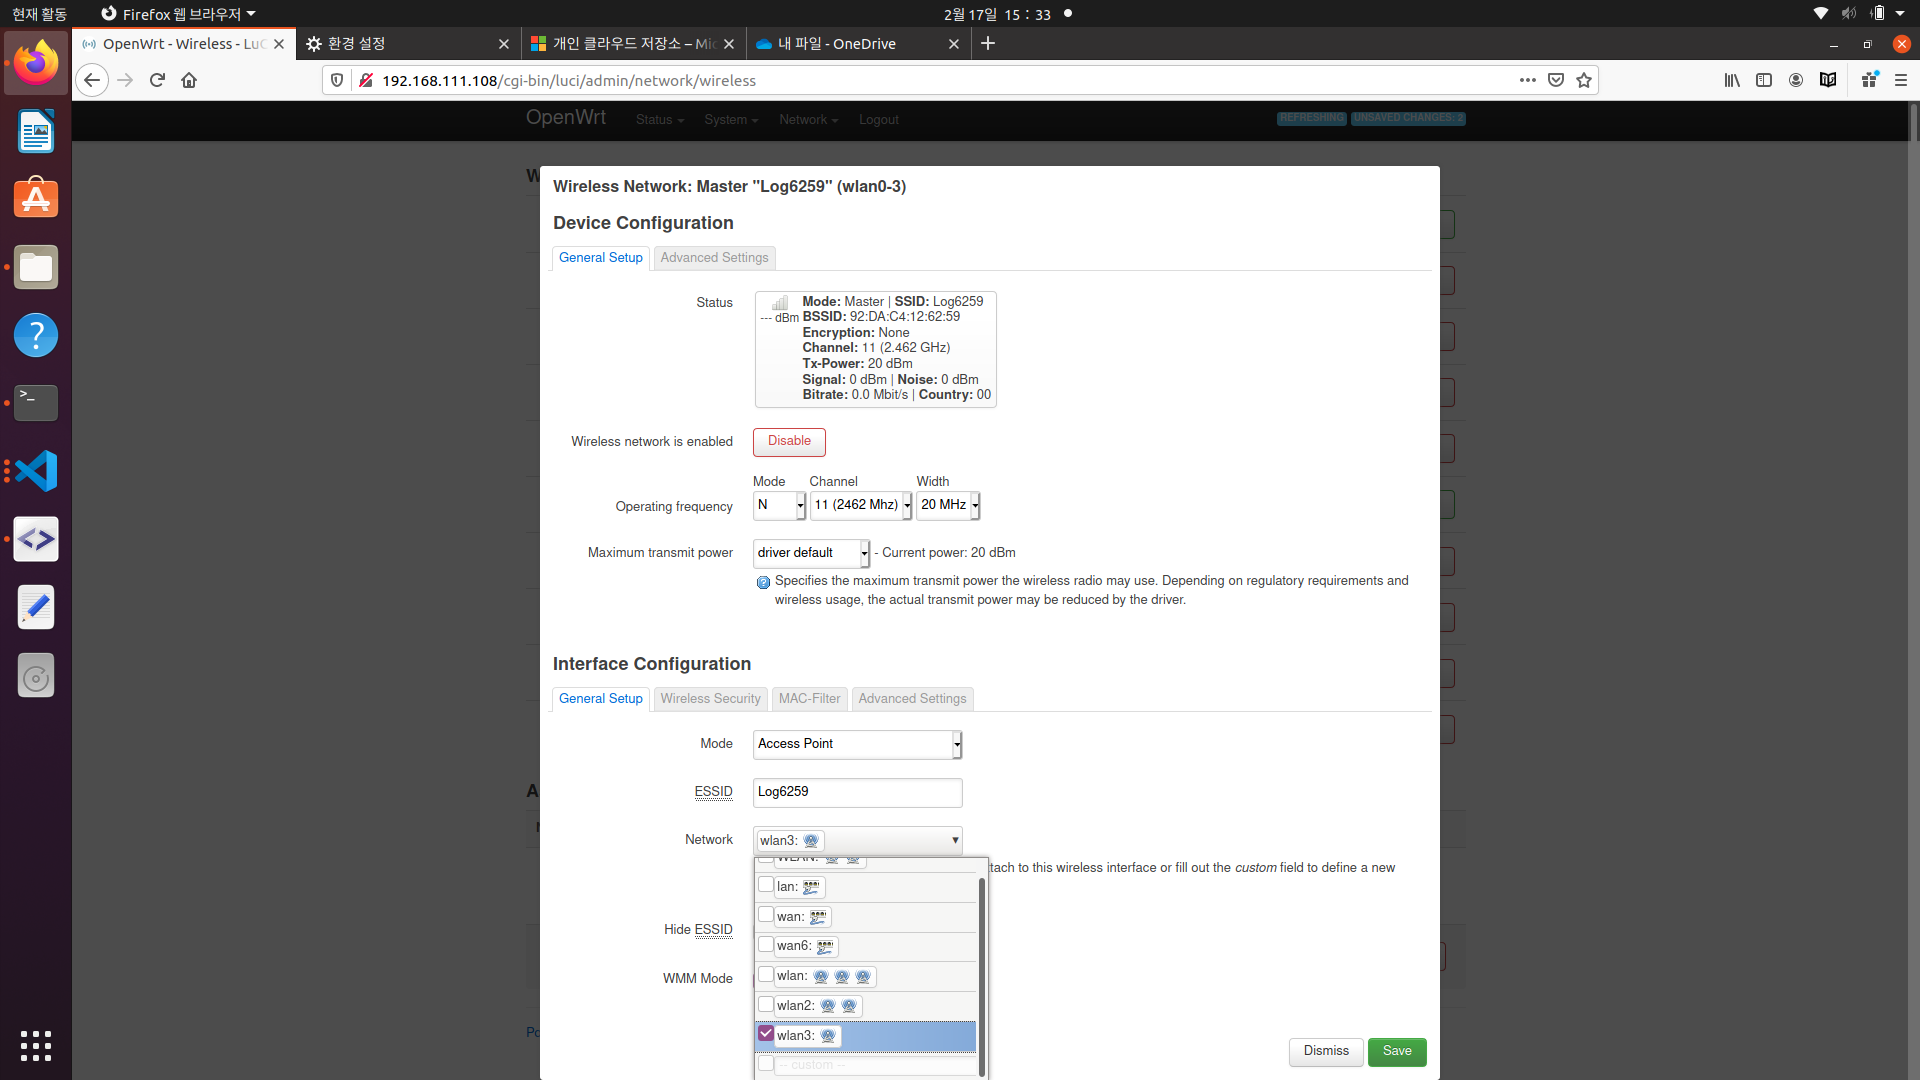 현재 활동
Firefox 웹 브라우저
2월 17일 15 : 33
OpenWrt - Wireless - LuC
환경 설정
개인 클라우드 저장소 – Mic
내 파일 - OneDrive
192.168.111.108/cgi-bin/luci/admin/network/wireless
OpenWrt
Status
System
Network
Logout
REFRESHING
UNSAVED CHANGES: 2
Wireless Network: Master "Log6259" (wlan0-3)
Device Configuration
General Setup
Advanced Settings
Status
Mode: Master | SSID: Log6259
--- dBm
BSSID: 92:DA:C4:12:62:59
Encryption: None
Channel: 11 (2.462 GHz)
Tx-Power: 20 dBm
Signal: 0 dBm | Noise: 0 dBm
Bitrate: 0.0 Mbit/s | Country: 00
Wireless network is enabled
Disable
Mode
Channel
Width
Operating frequency
N
11 (2462 Mhz)
20 MHz
Maximum transmit power
driver default
- Current power: 20 dBm
Specifies the maximum transmit power the wireless radio may use. Depending on regulatory requirements and
wireless usage, the actual transmit power may be reduced by the driver.
Interface Configuration
General Setup
Wireless Security
MAC-Filter
Advanced Settings
Mode
Access Point
ESSID
Log6259
Network
wlan3:
WLAN:
tach to this wireless interface or fill out the custom field to define a new
lan:
wan:
Hide ESSID
wan6:
wlan:
WMM Mode
wlan2:
wlan3:
-- custom --
Dismiss
Save